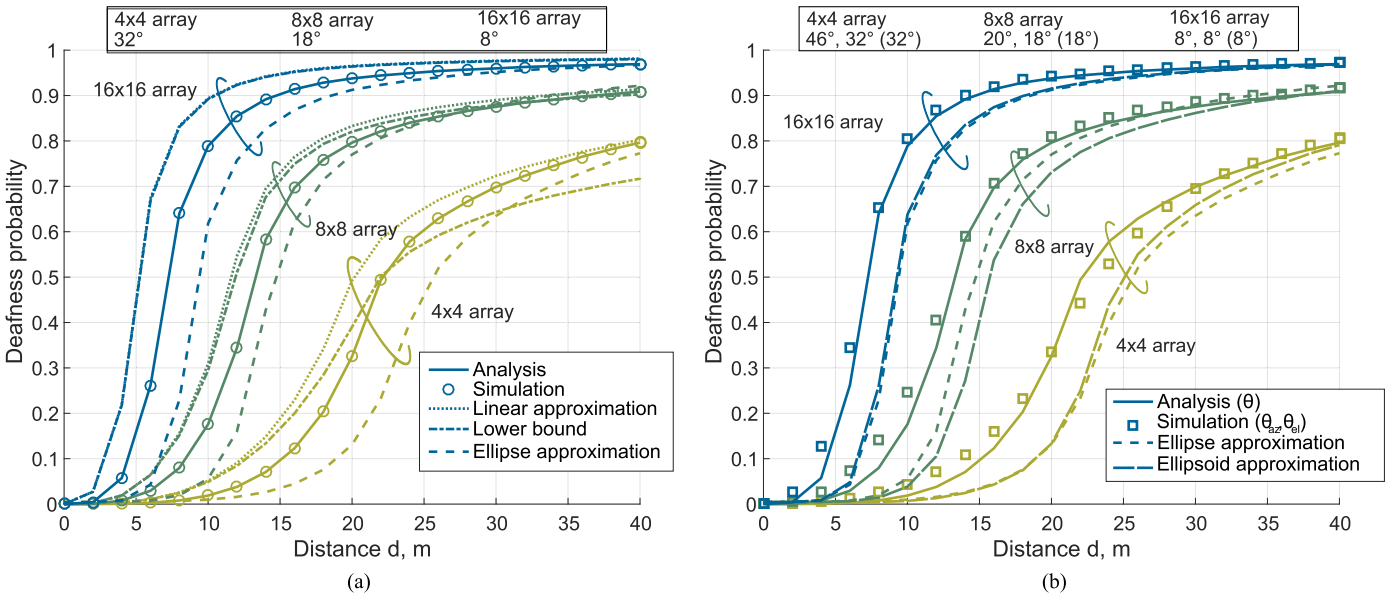 4x4 array 8x8 array 16x16 array
32° 18° 8°
1
0.9
0.8
0.7
0.6
0.5
0.4
0.3
0.2
0.1
0
Deafness probability
16x16 array
8x8 array
4x4 array
Analysis
Simulation
Linear approximation
Lower bound
Ellipse approximation
0 5 10 15 20 25 30 35 40
Distance d, m
(a)
4x4 array 8x8 array 16x16 array
46°, 32° (32°) 20°, 18° (18°) 8°, 8° (8°)
1
0.9
0.8
0.7
0.6
0.5
0.4
0.3
0.2
0.1
0
Deafness probability
16x16 array
8x8 array
4x4 array
Analysis (θ)
Simulation (θaz,θel)
Ellipse approximation
Ellipsoid approximation
0 5 10 15 20 25 30 35 40
Distance d, m
(b)